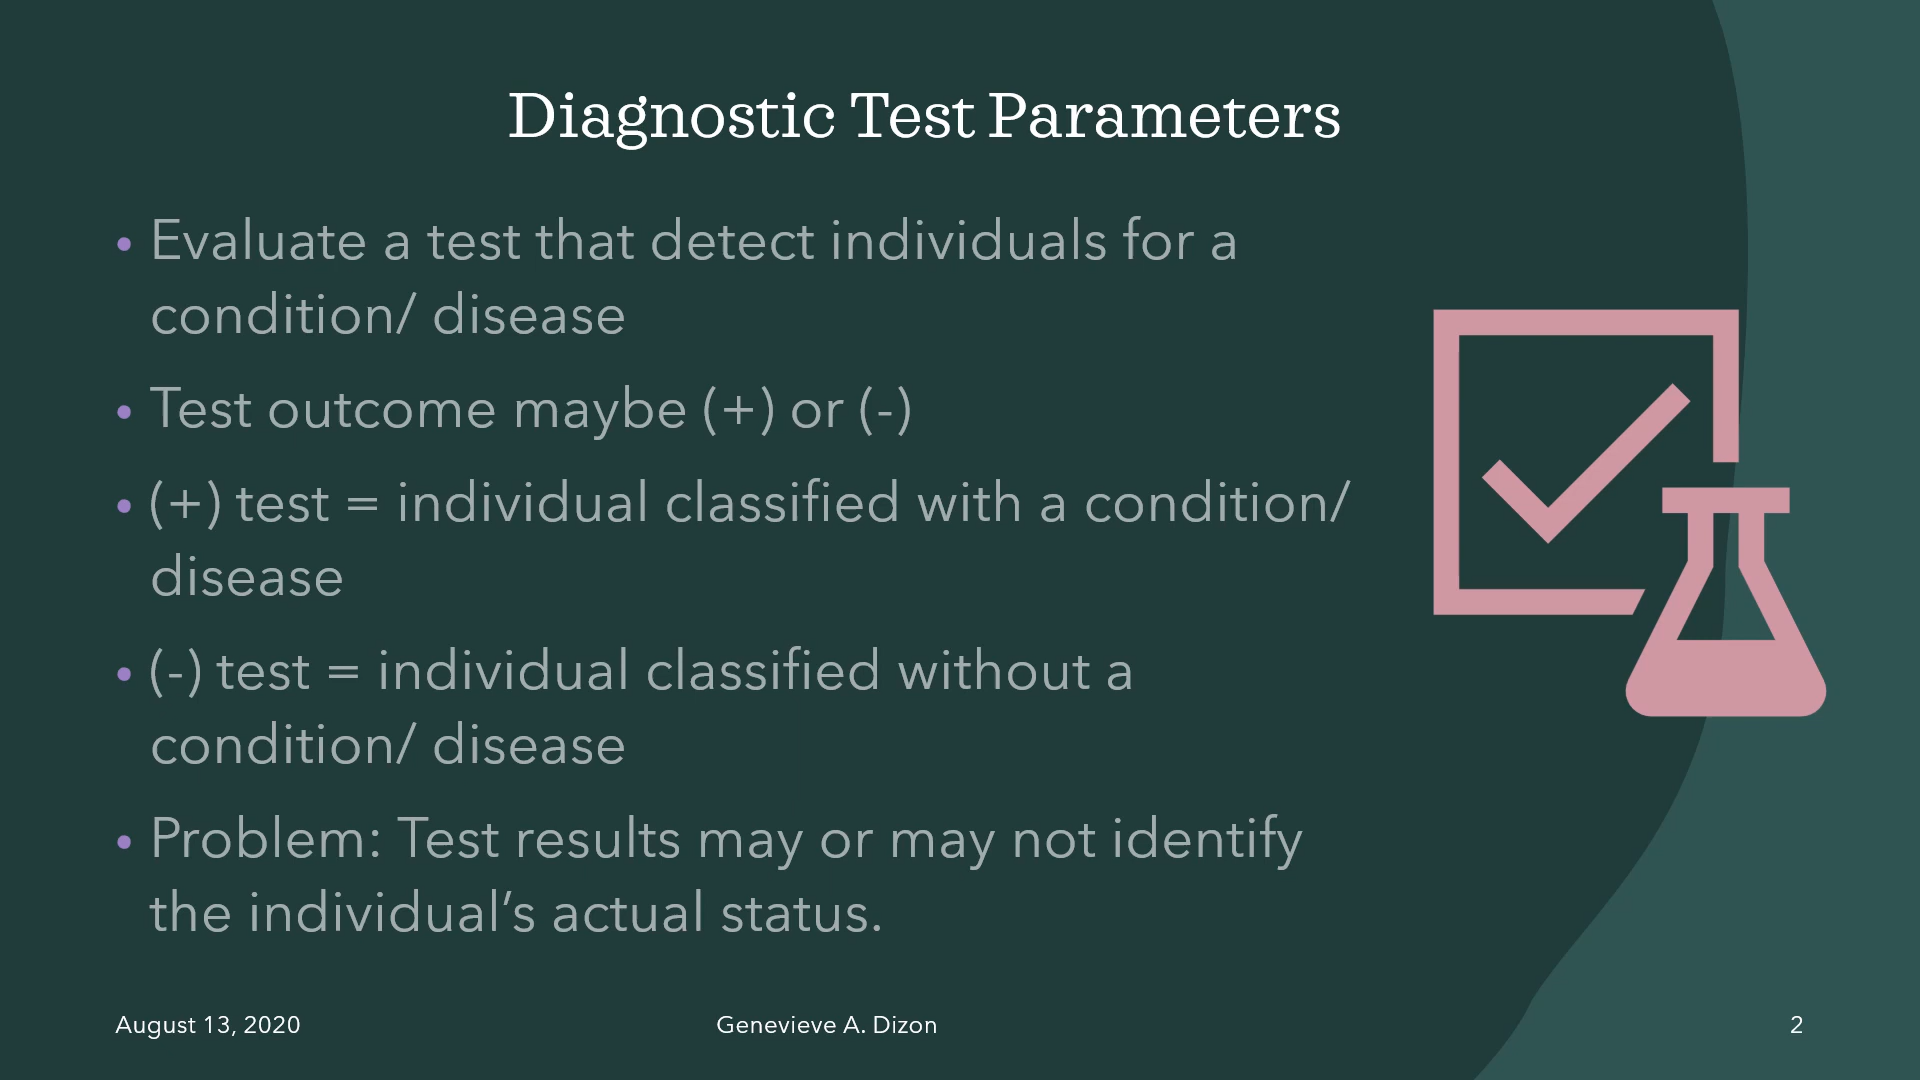 Diagnostic Test Parameters
• Evaluate a test that detect individuals for a
condition/ disease
• Test outcome maybe (+) or (-)
• (+) test = individual classified with a condition/
disease
• (-) test = individual classified without a
condition/ disease
• Problem: Test results may or may not identify
the individual’s actual status.
August 13, 2020
Genevieve A. Dizon
2